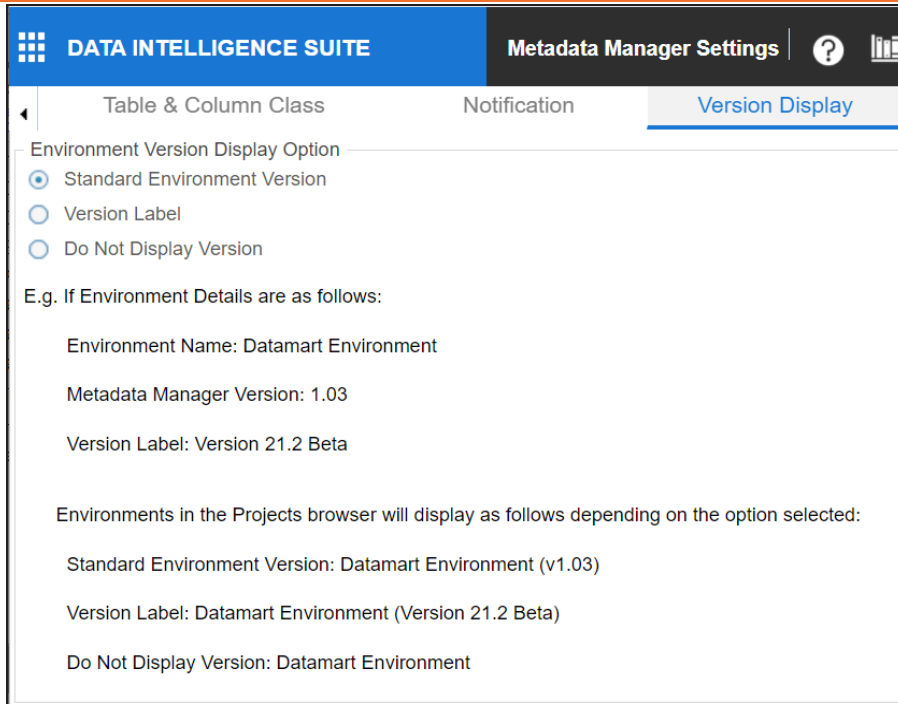 DATA INTELLIGENCE SUITE
Metadata Manager Settings
Table & Column Class
Notification
Version Display
Environment Version Display Option
Standard Environment Version
Version Label
Do Not Display Version
E.g. If Environment Details are as follows:
Environment Name: Datamart Environment
Metadata Manager Version: 1.03
Version Label: Version 21.2 Beta
Environments in the Projects browser will display as follows depending on the option selected:
Standard Environment Version: Datamart Environment (v1.03)
Version Label: Datamart Environment (Version 21.2 Beta)
Do Not Display Version: Datamart Environment